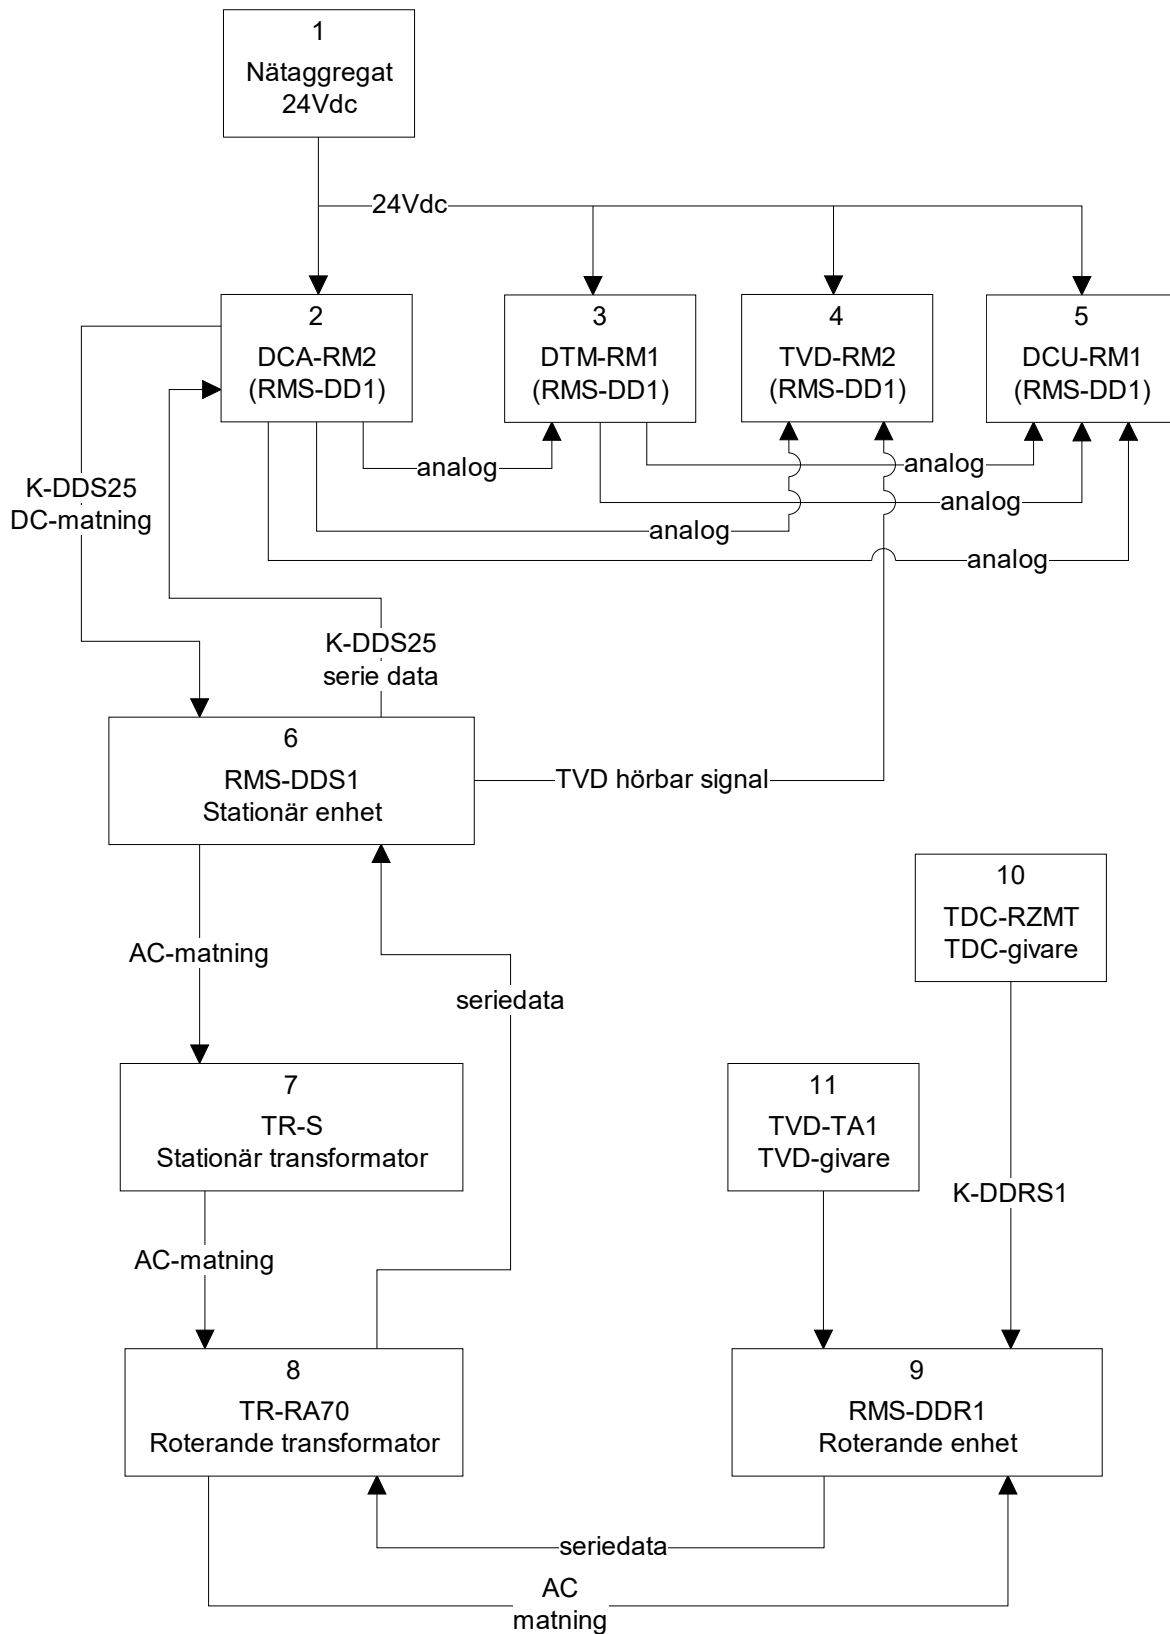 1
Nätaggregat
24Vdc
24Vdc
2
DCA-RM2
(RMS-DD1)
3
DTM-RM1
(RMS-DD1)
4
TVD-RM2
(RMS-DD1)
5
DCU-RM1
(RMS-DD1)
analog
analog
analog
analog
analog
K-DDS25
DC-matning
K-DDS25
serie data
6
RMS-DDS1
Stationär enhet
TVD hörbar signal
10
TDC-RZMT
TDC-givare
AC-matning
seriedata
7
TR-S
Stationär transformator
11
TVD-TA1
TVD-givare
K-DDRS1
AC-matning
8
TR-RA70
Roterande transformator
9
RMS-DDR1
Roterande enhet
seriedata
AC
matning